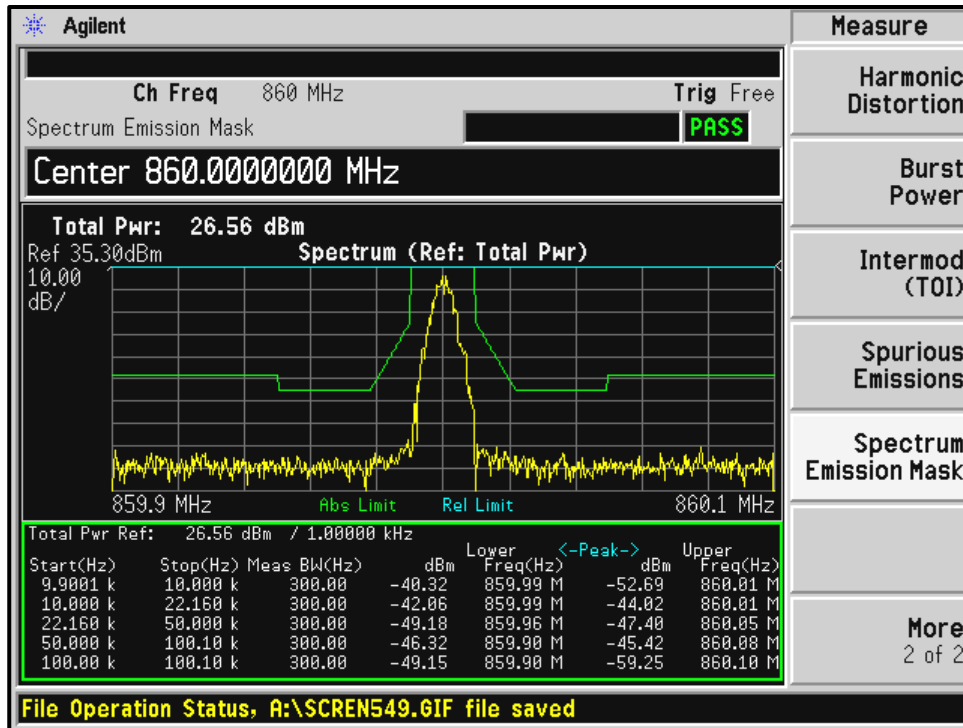 Agilent
Measure
Ch Freq 860 MHz Trig Free
Spectrum Emission Mask PASS
Center 860.0000000 MHz
Total Pwr: 26.56 dBm
Ref 35.30dBm Spectrum (Ref: Total Pwr)
10.00
dB/
859.9 MHz Abs Limit Rel Limit 860.1 MHz
Total Pwr Ref: 26.56 dBm / 1.00000 kHz
Lower <-Peak-> Upper
Start(Hz) Stop(Hz) Meas BW(Hz) dBm Freq(Hz) dBm Freq(Hz)
9.9001 k 10.000 k 300.00 -40.32 859.99 M -52.69 860.01 M
10.000 k 22.160 k 300.00 -42.06 859.99 M -44.02 860.01 M
22.160 k 50.000 k 300.00 -49.18 859.96 M -47.40 860.05 M
50.000 k 100.10 k 300.00 -46.32 859.90 M -45.42 860.08 M
100.00 k 100.10 k 300.00 -49.15 859.90 M -59.25 860.10 M
File Operation Status, A:\SCREN549.GIF file saved
Harmonic
Distortion
Burst
Power
Intermod
(TOI)
Spurious
Emissions
Spectrum
Emission Mask
More
2 of 2